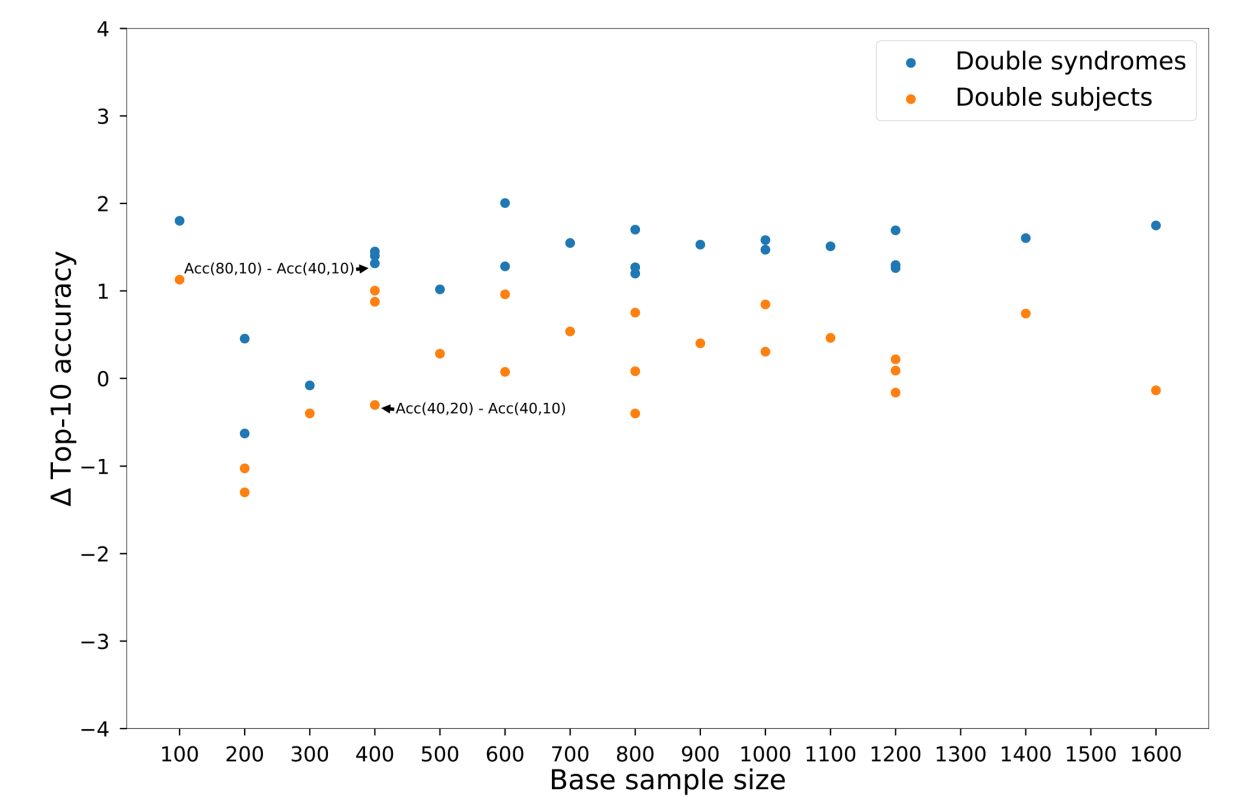 Double syndromes
Double subjects
Δ Top-10 accuracy
4
3
2
1
0
−1
−2
−3
−4
Acc(80,10) - Acc(40,10)
Acc(40,20) - Acc(40,10)
100 200 300 400 500 600 700 800 900 1000 1100 1200 1300 1400 1500 1600
Base sample size